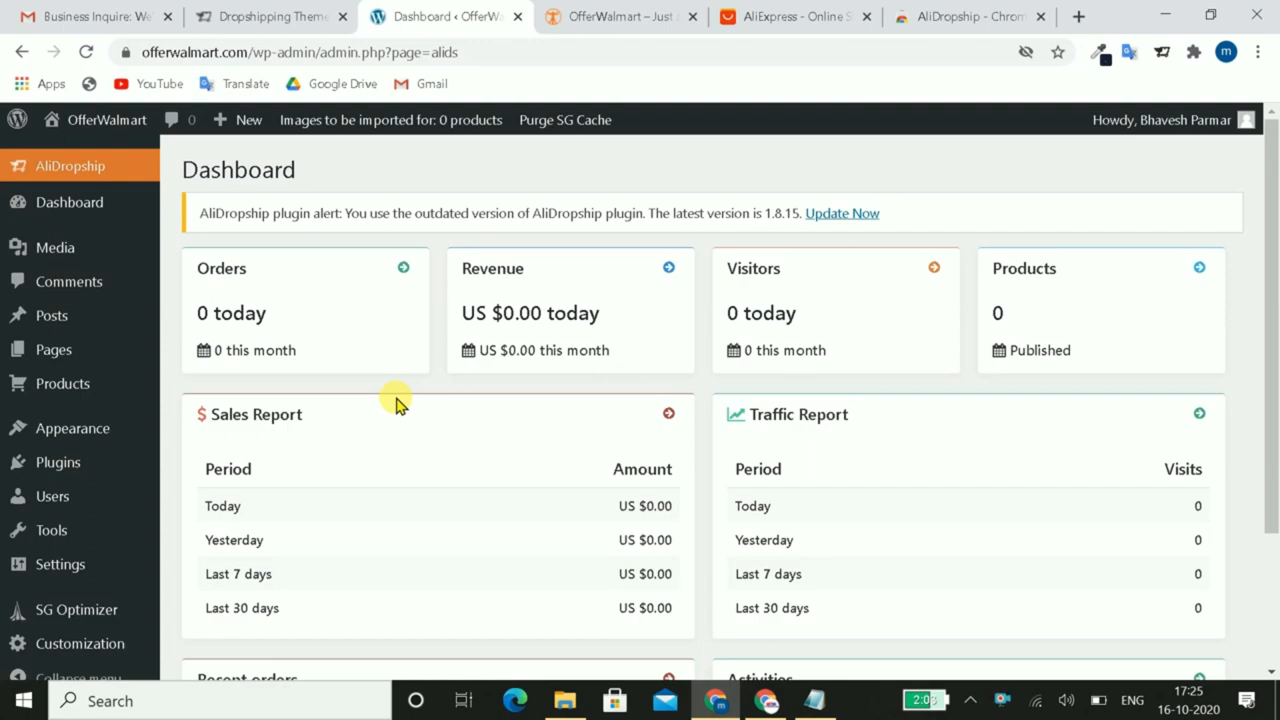 Business Inquire: We
Dropshipping Theme
Dashboard ‹ OfferWa
OfferWalmart – Just a
AliExpress - Online S
AliDropship - Chrom
offerwalmart.com/wp-admin/admin.php?page=alids
m
Apps
YouTube
Translate
Google Drive
Gmail
OfferWalmart
0
New
Images to be imported for: 0 products
Purge SG Cache
Howdy, Bhavesh Parmar
AliDropship
Dashboard
Media
Comments
Posts
Pages
Products
Appearance
Plugins
Users
Tools
Settings
SG Optimizer
Customization
Collapse menu
Dashboard
AliDropship plugin alert: You use the outdated version of AliDropship plugin. The latest version is 1.8.15. Update Now
Orders
0 today
0 this month
Revenue
US $0.00 today
US $0.00 this month
Visitors
0 today
0 this month
Products
0
Published
$ Sales Report
Period Amount
Today US $0.00
Yesterday US $0.00
Last 7 days US $0.00
Last 30 days US $0.00
Traffic Report
Period Visits
Today 0
Yesterday 0
Last 7 days 0
Last 30 days 0
Recent orders
Activities
Search
m
ENG
17:25
16-10-2020